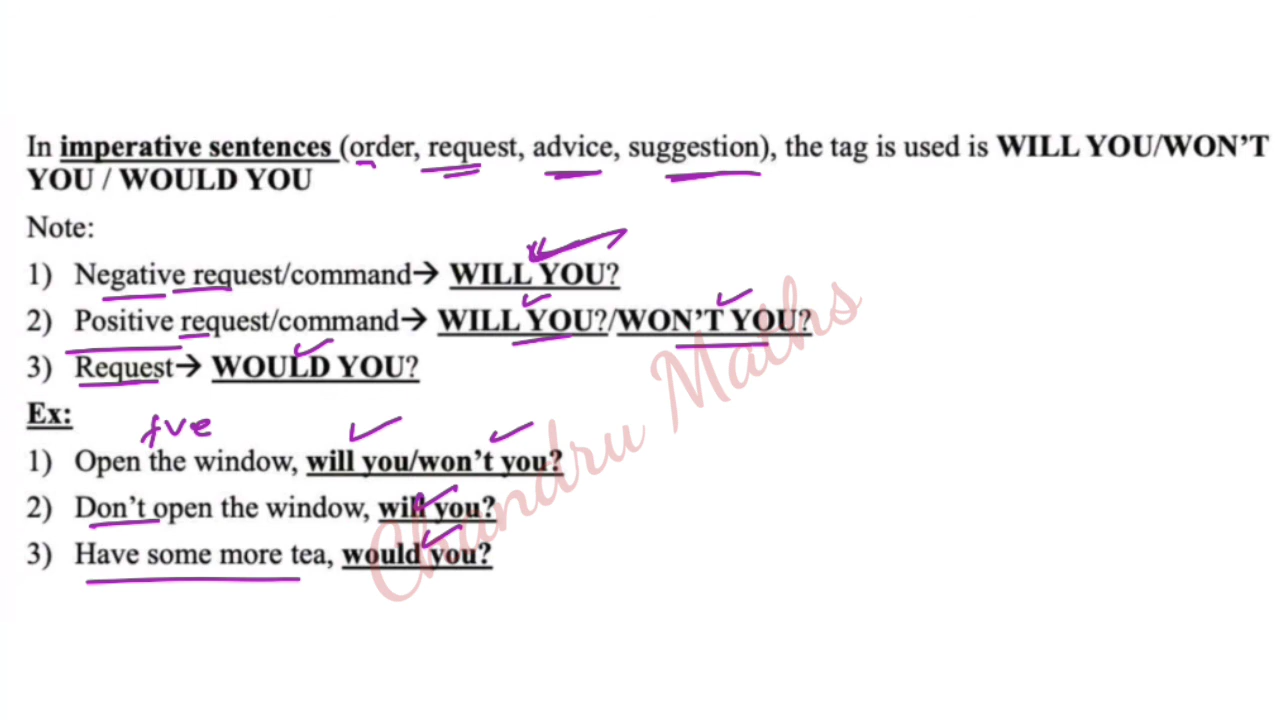 In imperative sentences (order, request, advice, suggestion), the tag is used is WILL YOU/WON'T
YOU / WOULD YOU
Note:
1) Negative request/command→ WILL YOU?
2) Positive request/command→ WILL YOU?/WON'T YOU?
3) Request→ WOULD YOU?
Ex:
+ve
1) Open the window, will you/won't you?
2) Don't open the window, will you?
3) Have some more tea, would you?
Chandru Maths